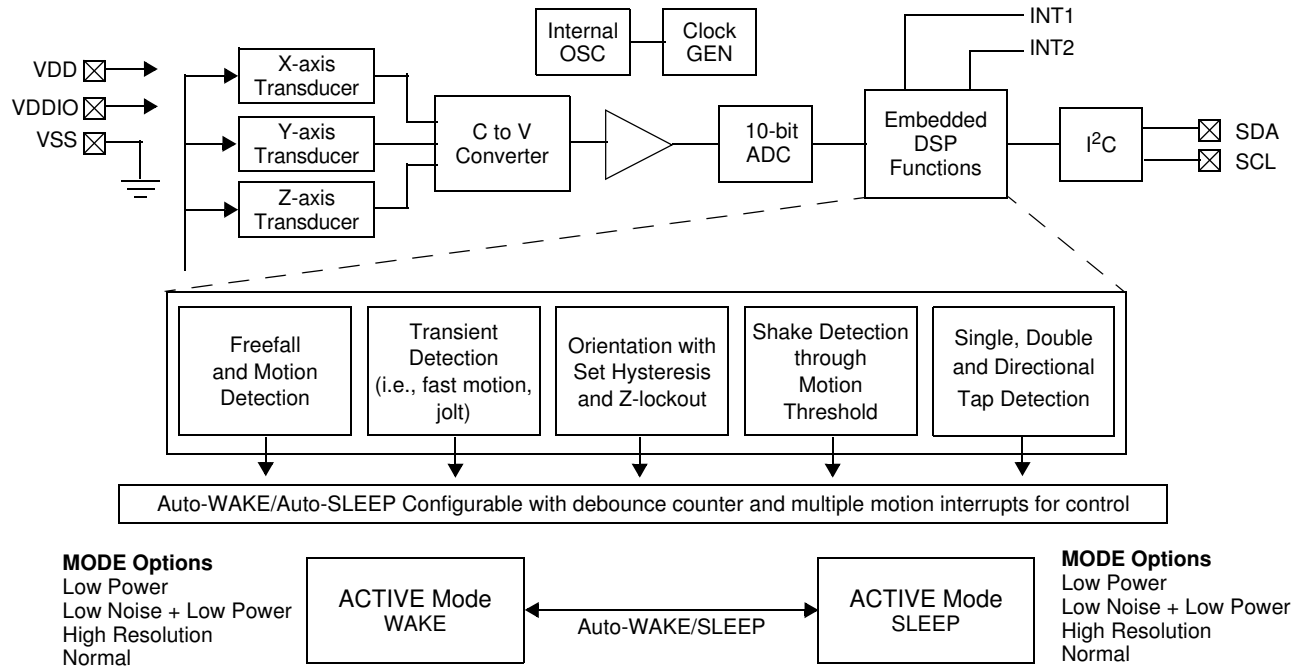 INT1
INT2
Internal
OSC
Clock
GEN
VDD
VDDIO
VSS
X-axis
Transducer
Y-axis
Transducer
Z-axis
Transducer
C to V
Converter
10-bit
ADC
Embedded
DSP
Functions
I²C
SDA
SCL
Freefall
and Motion
Detection
Transient
Detection
(i.e., fast motion,
jolt)
Orientation with
Set Hysteresis
and Z-lockout
Shake Detection
through
Motion
Threshold
Single, Double
and Directional
Tap Detection
Auto-WAKE/Auto-SLEEP Configurable with debounce counter and multiple motion interrupts for control
MODE Options
Low Power
Low Noise + Low Power
High Resolution
Normal
ACTIVE Mode
WAKE
Auto-WAKE/SLEEP
ACTIVE Mode
SLEEP
MODE Options
Low Power
Low Noise + Low Power
High Resolution
Normal